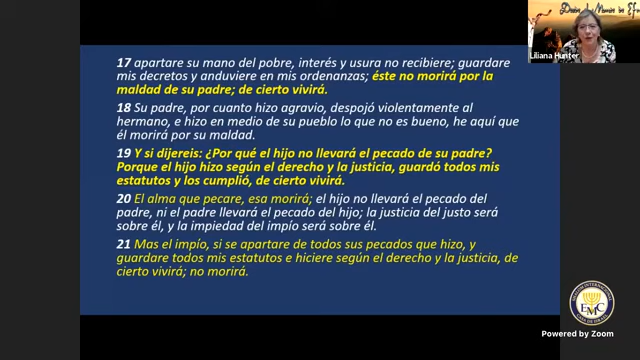 17 apartare su mano del pobre, interés y usura no recibiere; guardare
mis decretos y anduviere en mis ordenanzas; éste no morirá por la
maldad de su padre; de cierto vivirá.
18 Su padre, por cuanto hizo agravio, despojó violentamente al
hermano, e hizo en medio de su pueblo lo que no es bueno, he aquí que
él morirá por su maldad.
19 Y si dijereis: ¿Por qué el hijo no llevará el pecado de su padre?
Porque el hijo hizo según el derecho y la justicia, guardó todos mis
estatutos y los cumplió, de cierto vivirá.
20 El alma que pecare, esa morirá; el hijo no llevará el pecado del
padre, ni el padre llevará el pecado del hijo; la justicia del justo será
sobre él, y la impiedad del impío será sobre él.
21 Mas el impío, si se apartare de todos sus pecados que hizo, y
guardare todos mis estatutos e hiciere según el derecho y la justicia, de
cierto vivirá; no morirá.
Liliana Hunter
EMC
Powered by Zoom